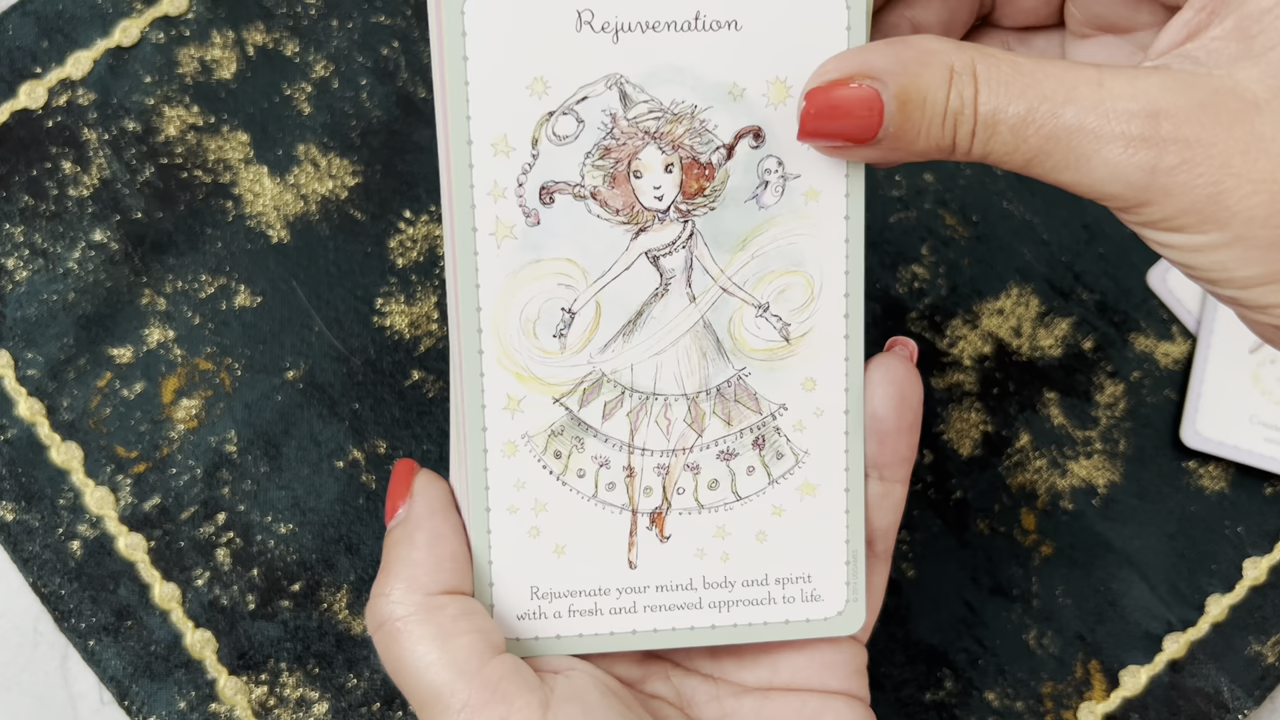 Rejuvenation
Rejuvenate your mind, body and spirit
with a fresh and renewed approach to life.